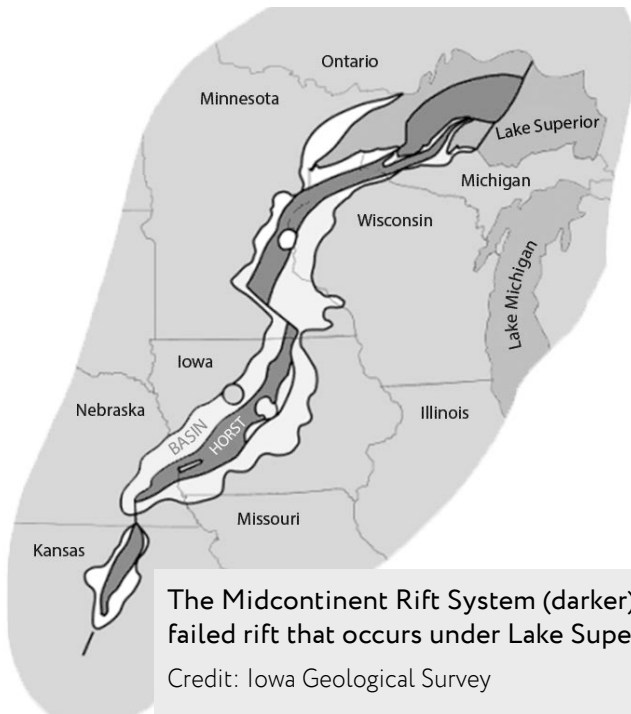 Ontario
Minnesota
Lake Superior
Michigan
Wisconsin
Lake Michigan
Iowa
Nebraska
BASIN
HORST
Illinois
Missouri
Kansas
The Midcontinent Rift System (darker)
failed rift that occurs under Lake Supe
Credit: Iowa Geological Survey